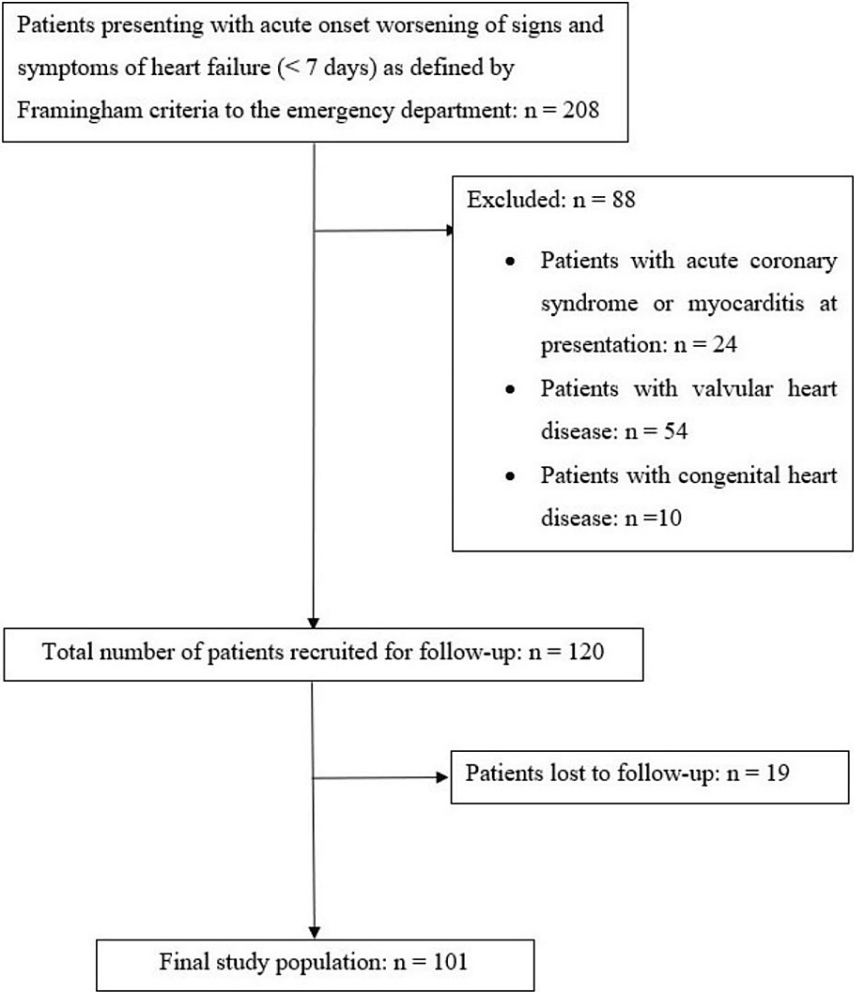 Patients presenting with acute onset worsening of signs and
symptoms of heart failure (< 7 days) as defined by
Framingham criteria to the emergency department: n = 208
Excluded: n = 88
• Patients with acute coronary
syndrome or myocarditis at
presentation: n = 24
• Patients with valvular heart
disease: n = 54
• Patients with congenital heart
disease: n =10
Total number of patients recruited for follow-up: n = 120
Patients lost to follow-up: n = 19
Final study population: n = 101